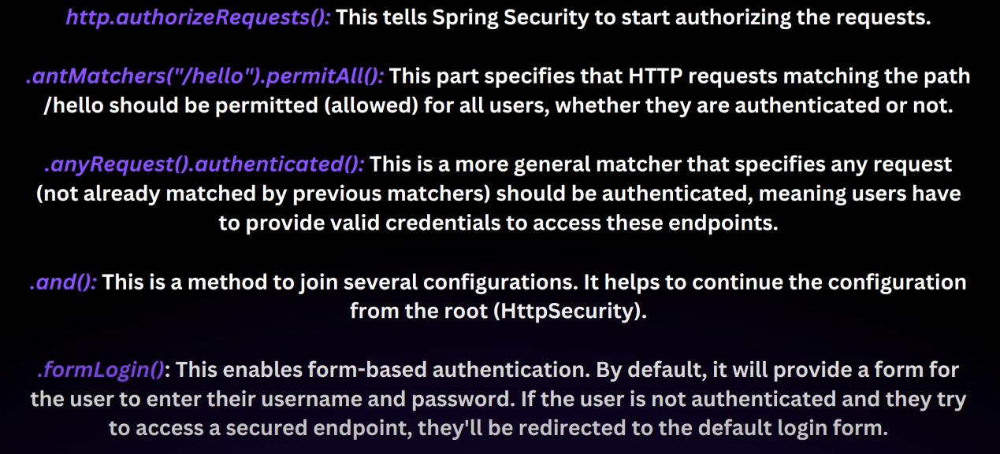 http.authorizeRequests(): This tells Spring Security to start authorizing the requests.
.antMatchers("/hello").permitAll(): This part specifies that HTTP requests matching the path
/hello should be permitted (allowed) for all users, whether they are authenticated or not.
.anyRequest().authenticated(): This is a more general matcher that specifies any request
(not already matched by previous matchers) should be authenticated, meaning users have
to provide valid credentials to access these endpoints.
.and(): This is a method to join several configurations. It helps to continue the configuration
from the root (HttpSecurity).
.formLogin(): This enables form-based authentication. By default, it will provide a form for
the user to enter their username and password. If the user is not authenticated and they try
to access a secured endpoint, they'll be redirected to the default login form.